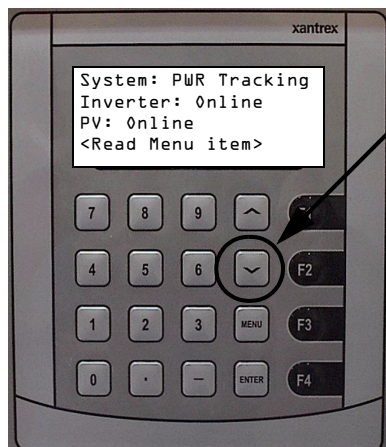 xantrex
System: PWR Tracking
Inverter: Online
PV: Online
<Read Menu item>
7 8 9
4 5 6 F2
1 2 3 MENU F3
0 . − ENTER F4